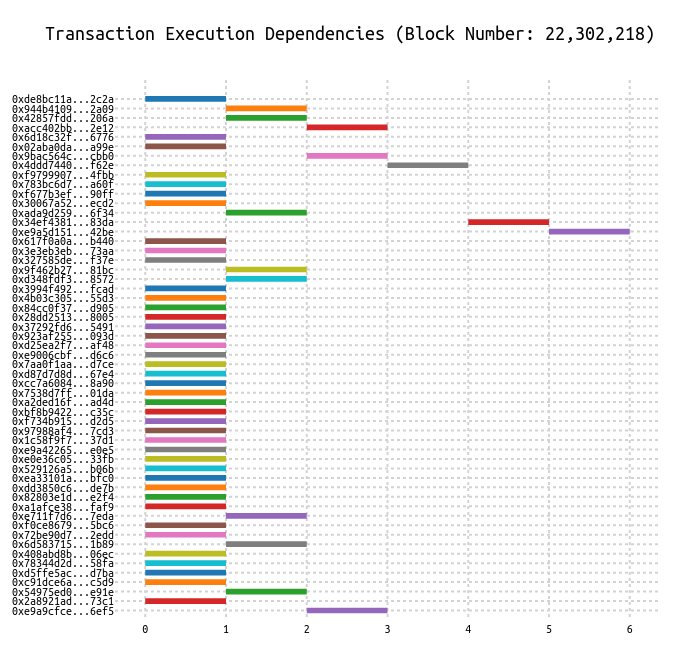 Transaction Execution Dependencies (Block Number: 22,302,218)
0xde8bc11a...2c2a
0x944b4109...2a09
0x42857fdd...206a
0xacc402bb...2e12
0x6d18c32f...6776
0x02aba0da...a99e
0x9bac564c...cbb0
0x4ddd7440...f62e
0xf9799907...4fbb
0x783bc6d7...a60f
0xf677b3ef...90ff
0x30067a52...ecd2
0xada9d259...6f34
0x34ef4381...83da
0xe9a5d151...42be
0x617f0a0a...b440
0x3e3eb3eb...73aa
0x327585de...f37e
0x9f462b27...81bc
0xd348fdf3...8572
0x3994f492...fcad
0x4b03c305...55d3
0x84cc0f37...d905
0x28dd2513...8005
0x37292fd6...5491
0x923af255...093d
0xd25ea2f7...af48
0xe9006cbf...d6c6
0x7aa0f1aa...d7ce
0xd87d7d8d...67e4
0xcc7a6084...8a90
0x7538d7ff...01da
0xa2ded16f...ad4d
0xbf8b9422...c35c
0xf734b915...d2d5
0x97988af4...7cd3
0x1c58f9f7...37d1
0xe9a42265...e0e5
0xe0e36c05...33fb
0x529126a5...b06b
0xea33101a...bfc0
0xdd3850c6...de7b
0x82803e1d...e2f4
0xa1afce38...faf9
0xe711f7d6...7eda
0xf0ce8679...5bc6
0x72be90d7...2edd
0x6d583715...1b89
0x408abd8b...06ec
0x78344d2d...58fa
0xd5ffe5ac...d7ba
0xc91dce6a...c5d9
0x54975ed0...e91e
0x2a8921ad...73c1
0xe9a9cfce...6ef5
0 1 2 3 4 5 6